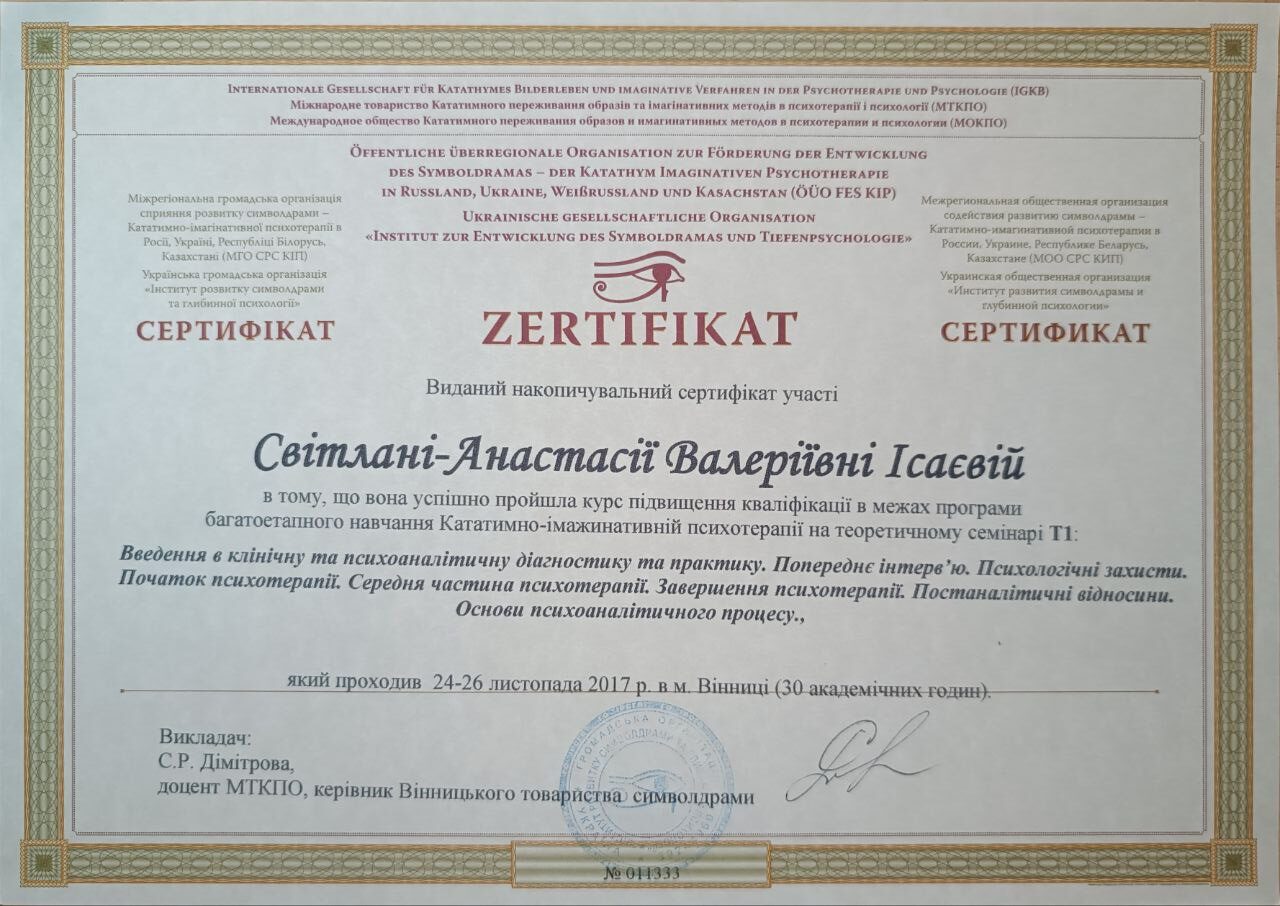 Internationale Gesellschaft für Katathymes Bilderleben und imaginative Verfahren in der Psychotherapie und Psychologie (IGKB)
Міжнародне товариство Кататимного переживання образів та імагінативних методів в психотерапії і психології (МТКПО)
Международное общество Кататимного переживания образов и имагинативных методов в психотерапии и психологии (МОКПО)
Öffentliche überregionale Organisation zur Förderung der Entwicklung
des Symboldramas – der Katathym Imaginativen Psychotherapie
in Russland, Ukraine, Weißrussland und Kasachstan (ÖÜO FES KIP)
Ukrainische gesellschaftliche Organisation
«Institut zur Entwicklung des Symboldramas und Tiefenpsychologie»
Міжрегіональна громадська організація
сприяння розвитку символдрами –
Кататимно-імагінативної психотерапії в
Росії, Україні, Республіці Білорусь,
Казахстані (МГО СРС КІП)
Українська громадська організація
«Інститут розвитку символдрами
та глибинної психології»
СЕРТИФІКАТ
ZERTIFIKAT
Межрегиональная общественная организация
содействия развитию символдрамы –
Кататимно-имагинативной психотерапии в
России, Украине, Республике Беларусь,
Казахстане (МОО СРС КИП)
Украинская общественная организация
«Институт развития символдрамы и
глубинной психологии»
СЕРТИФИКАТ
Виданий накопичувальний сертифікат участі
Світлані-Анастасії Валеріївні Ісаєвій
в тому, що вона успішно пройшла курс підвищення кваліфікації в межах програми
багатоетапного навчання Кататимно-імажинативній психотерапії на теоретичному семінарі Т1:
Введення в клінічну та психоаналітичну діагностику та практику. Попереднє інтерв’ю. Психологічні захисти.
Початок психотерапії. Середня частина психотерапії. Завершення психотерапії. Постаналітичні відносини.
Основи психоаналітичного процесу.,
який проходив 24-26 листопада 2017 р. в м. Вінниці (30 академічних годин).
Викладач:
С.Р. Дімітрова,
доцент МТКПО, керівник Вінницького товариства символдрами
№ 011333